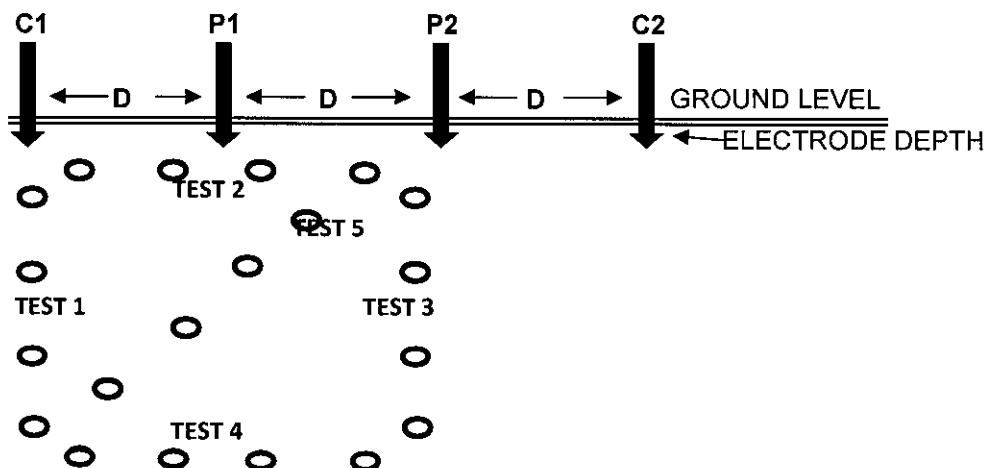 C1 P1 P2 C2
D D D
GROUND LEVEL
ELECTRODE DEPTH
TEST 2
TEST 5
TEST 1 TEST 3
TEST 4